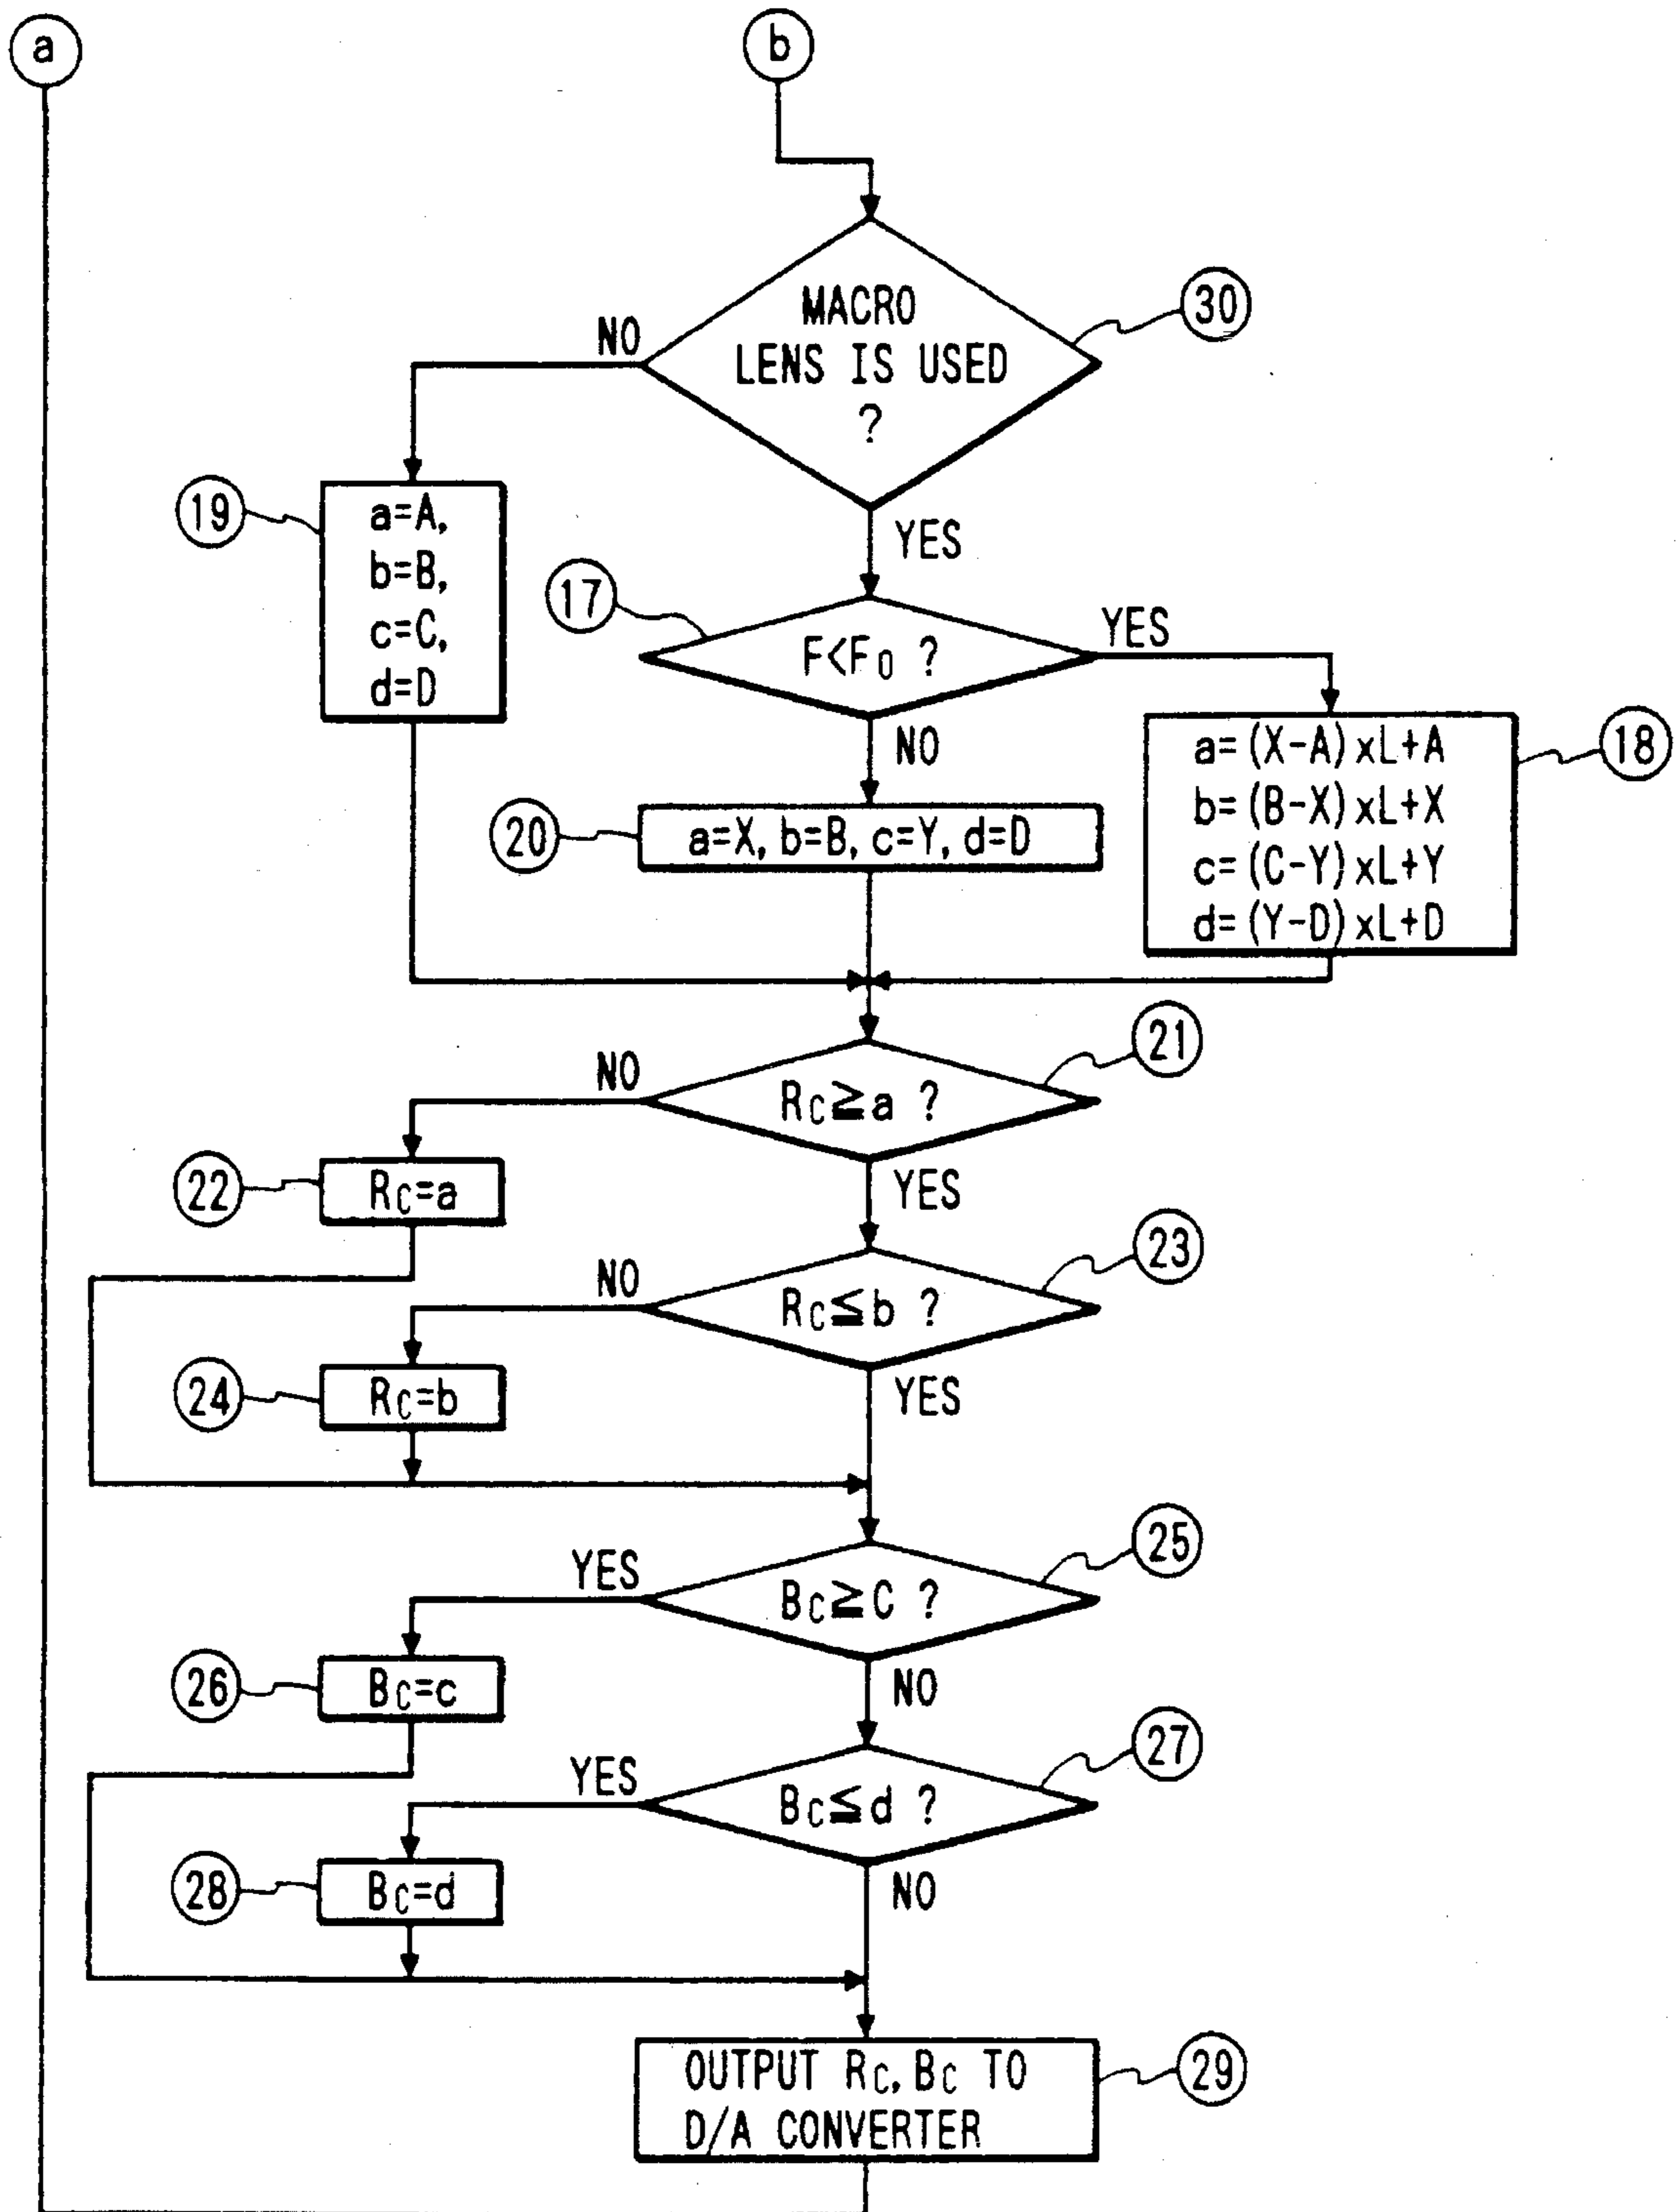 a
b
MACRO
LENS IS USED
?
30
NO
YES
19
a=A,
b=B,
c=C,
d=D
17
F<F0 ?
YES
NO
18
a=(X-A)xL+A
b=(B-X)xL+X
c=(C-Y)xL+Y
d=(Y-D)xL+D
20
a=X, b=B, c=Y, d=D
21
NO
RC≧a ?
22
RC=a
YES
23
NO
RC≦b ?
24
RC=b
YES
25
YES
BC≧C ?
26
BC=c
NO
27
YES
BC≦d ?
28
BC=d
NO
OUTPUT RC, BC TO
D/A CONVERTER
29